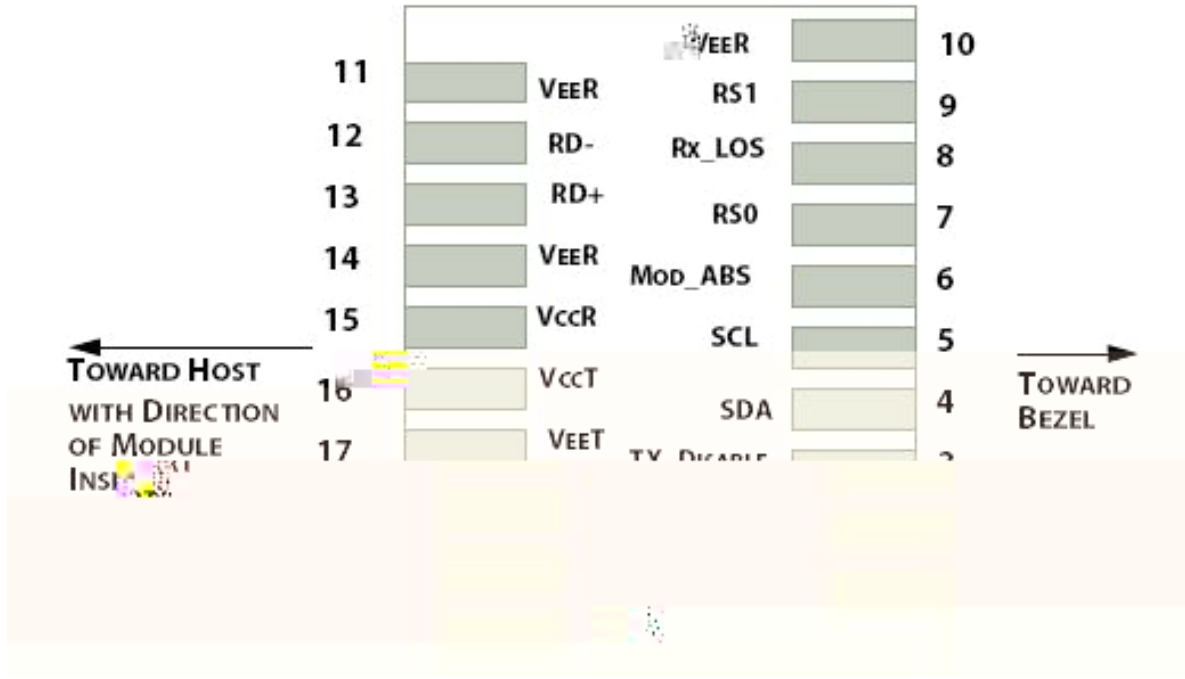 VEER 10
11 VEER RS1 9
12 RD- Rx_LOS 8
13 RD+ RS0 7
14 VEER MOD_ABS 6
15 VCCR SCL 5
TOWARD HOST
WITH DIRECTION
OF MODULE
16 VCCT SDA 4
17 VEET TX_DISABLE
TOWARD
BEZEL